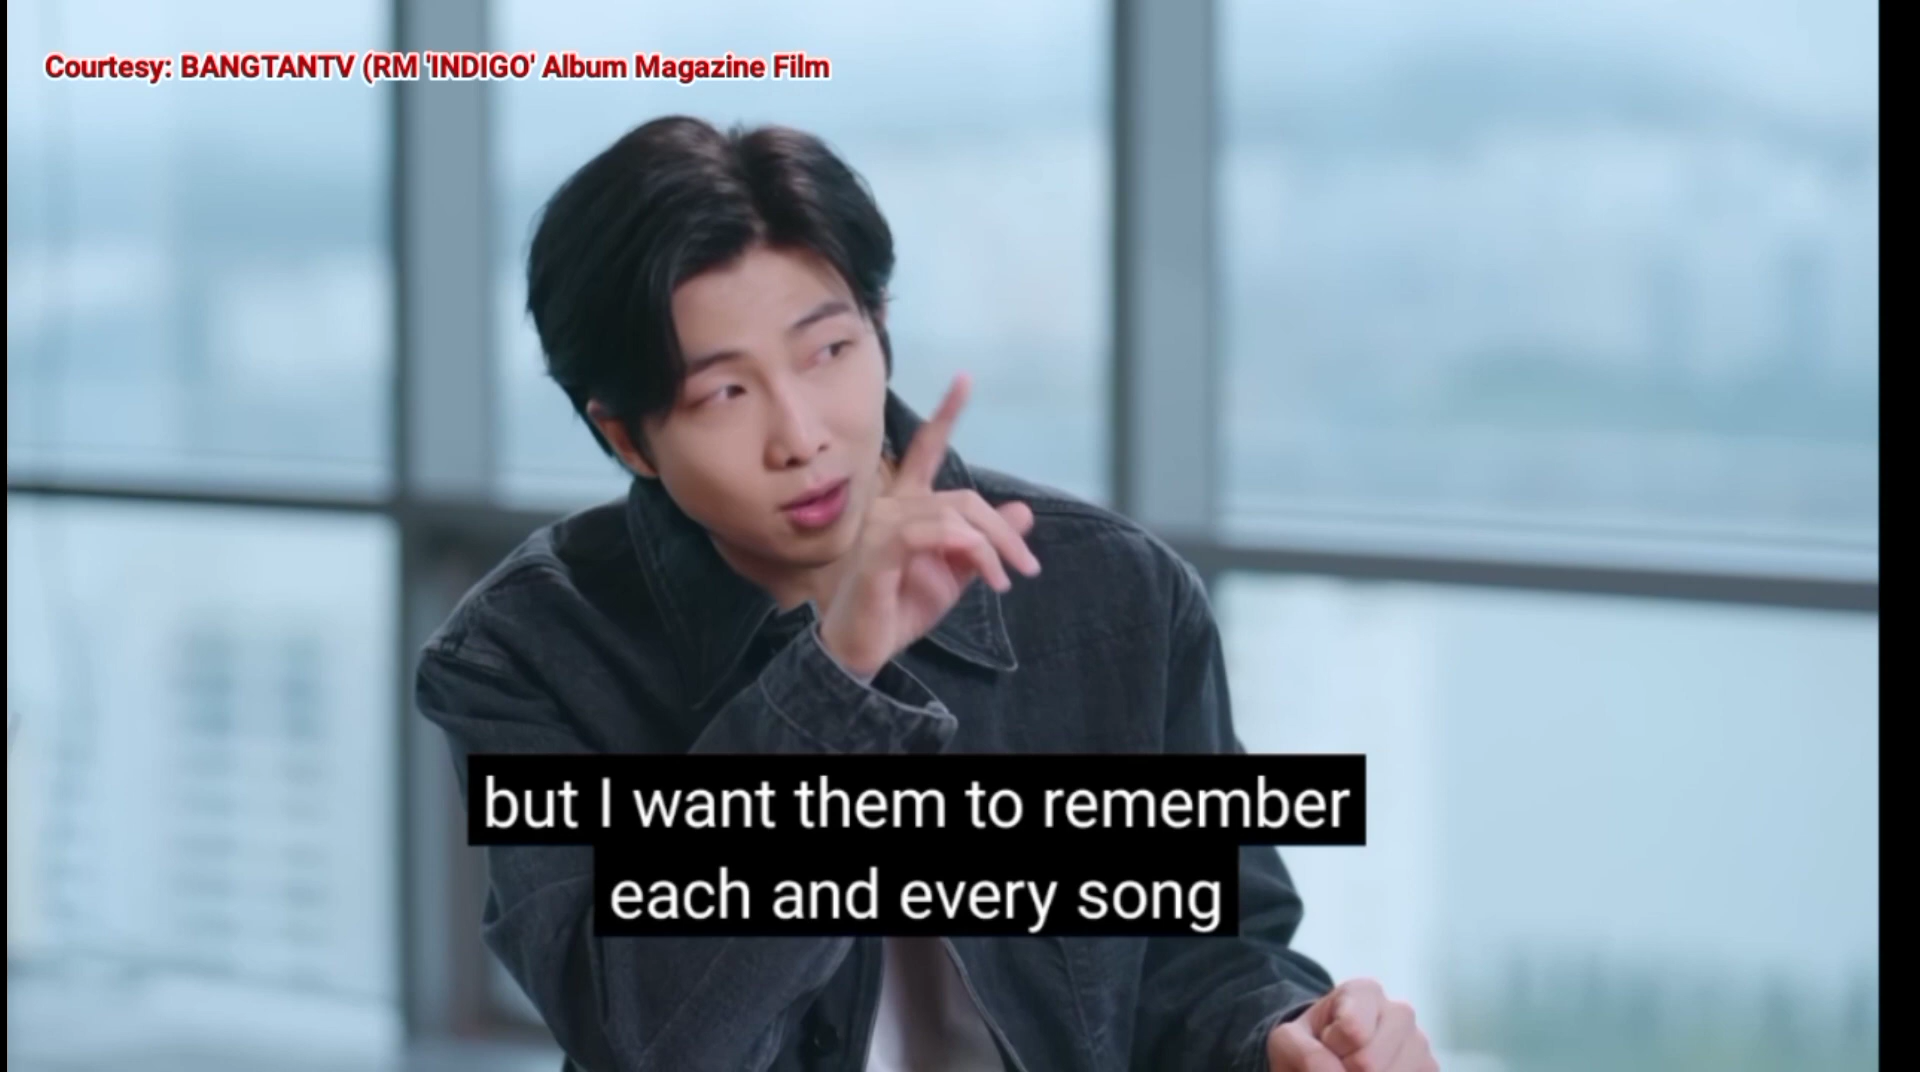 Courtesy: BANGTANTV (RM 'INDIGO' Album Magazine Film
but I want them to remember
each and every song